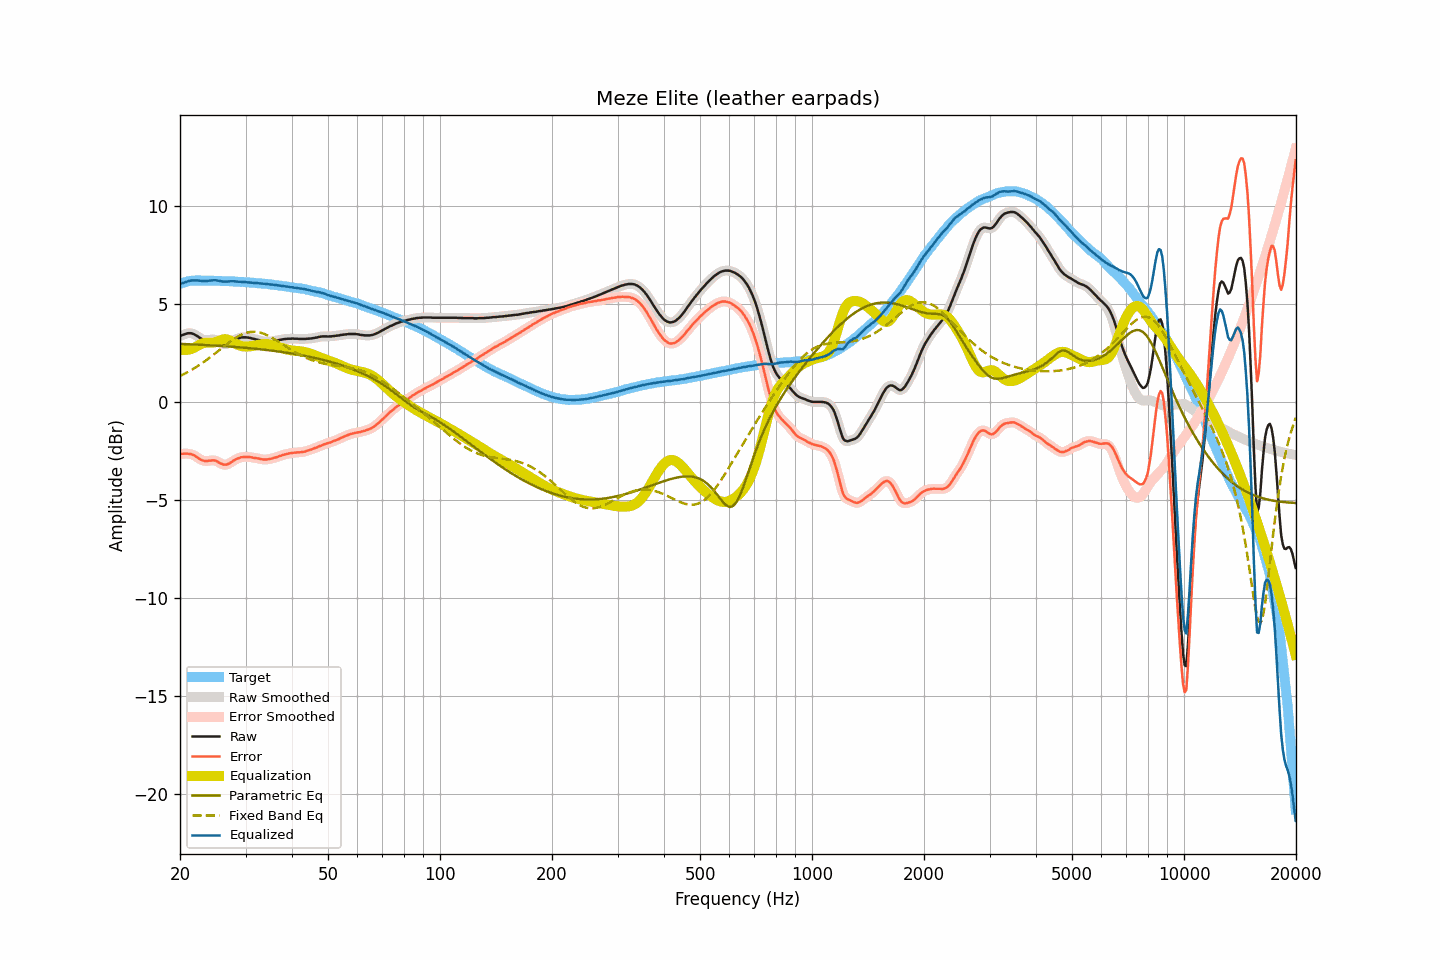 Meze Elite (leather earpads)
Amplitude (dBr)
10
5
0
−5
−10
−15
−20
Target
Raw Smoothed
Error Smoothed
Raw
Error
Equalization
Parametric Eq
Fixed Band Eq
Equalized
20 50 100 200 500 1000 2000 5000 10000 20000
Frequency (Hz)